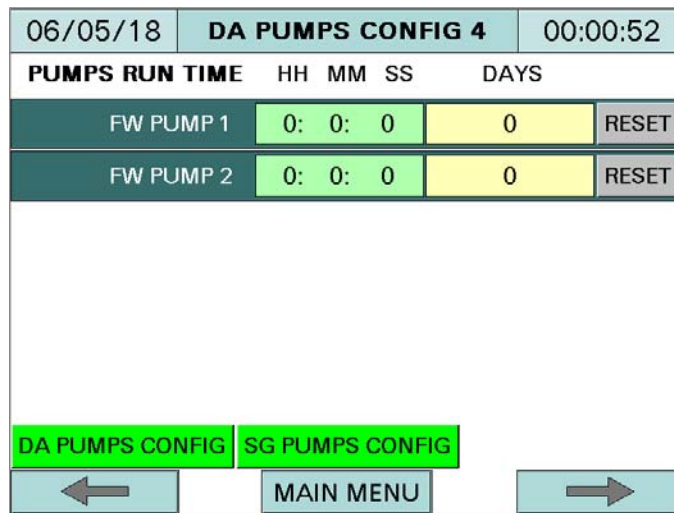 06/05/18 DA PUMPS CONFIG 4 00:00:52
PUMPS RUN TIME HH MM SS DAYS
FW PUMP 1 0: 0: 0 0 RESET
FW PUMP 2 0: 0: 0 0 RESET
DA PUMPS CONFIG SG PUMPS CONFIG
MAIN MENU